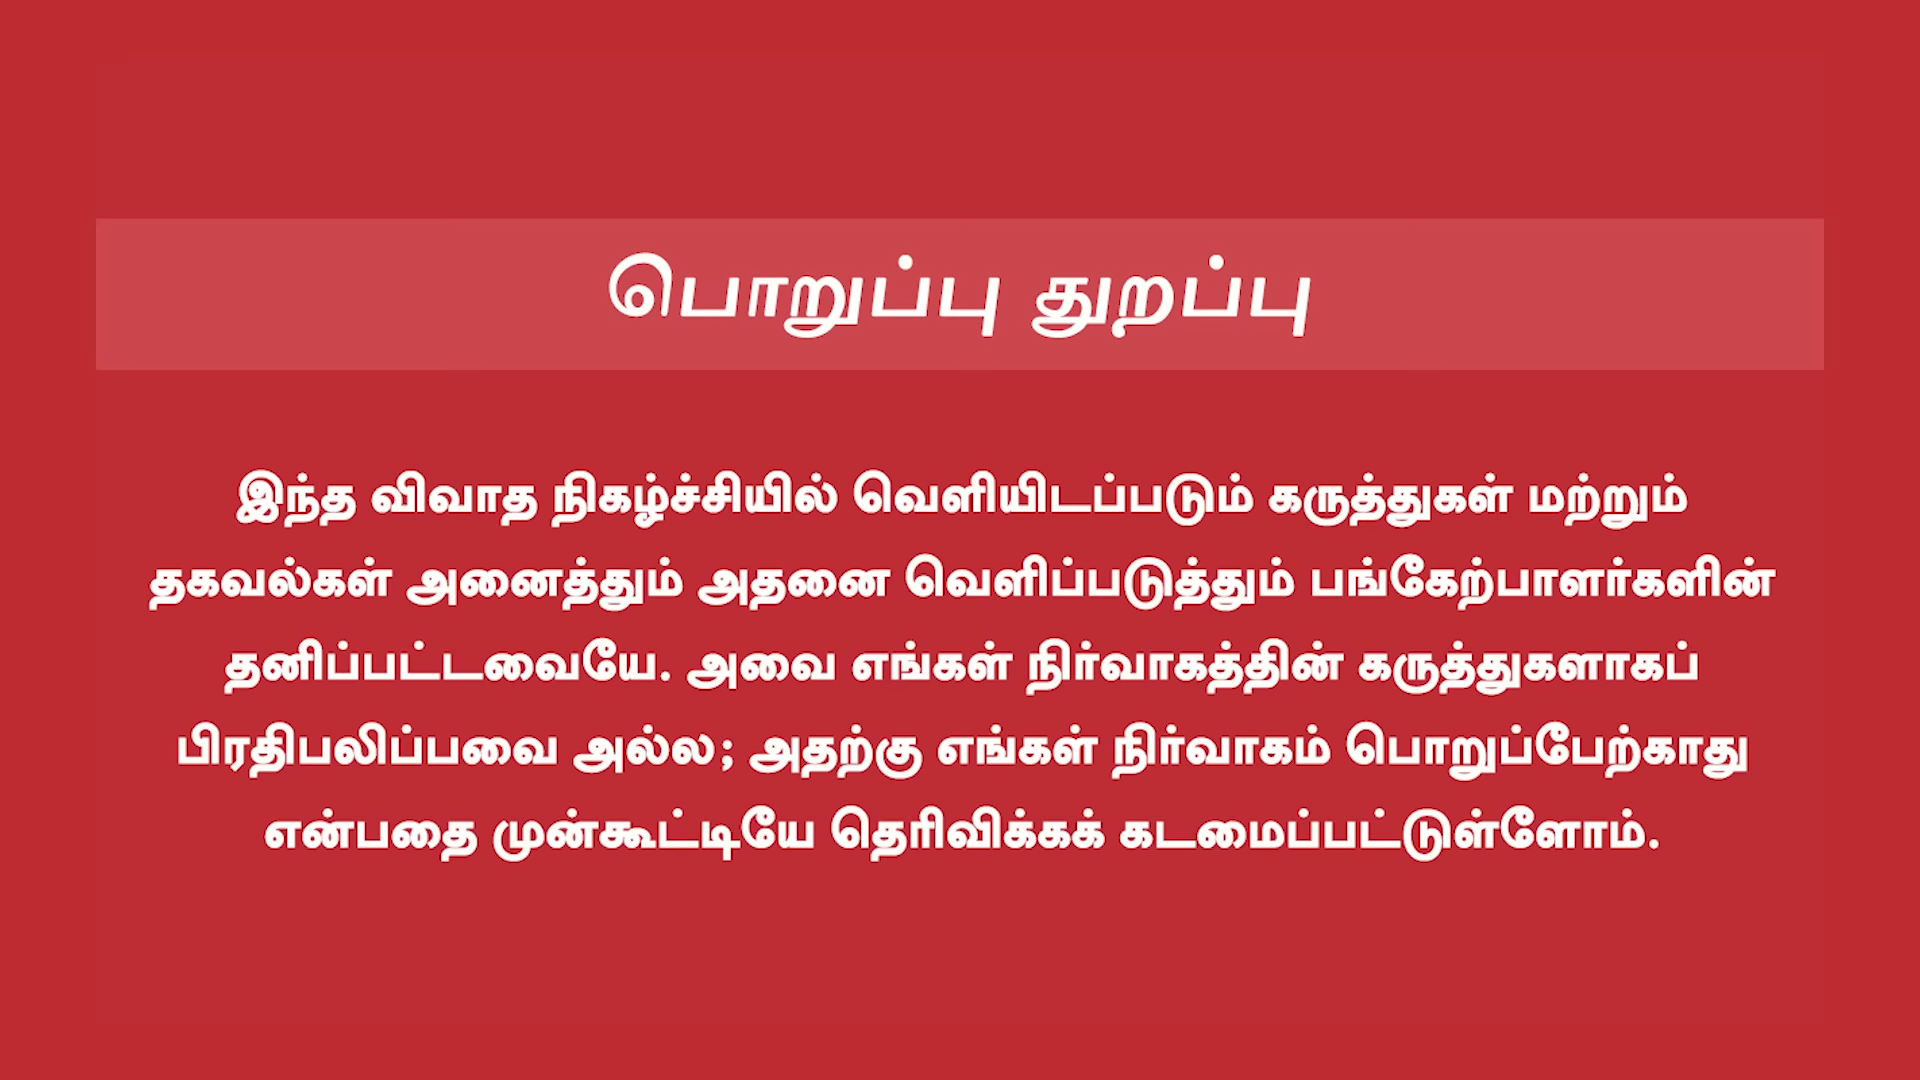 பொறுப்பு துறப்பு
இந்த விவாத நிகழ்ச்சியில் வெளியிடப்படும் கருத்துகள் மற்றும்
தகவல்கள் அனைத்தும் அதனை வெளிப்படுத்தும் பங்கேற்பாளர்களின்
தனிப்பட்டவையே. அவை எங்கள் நிர்வாகத்தின் கருத்துகளாகப்
பிரதிபலிப்பவை அல்ல; அதற்கு எங்கள் நிர்வாகம் பொறுப்பேற்காது
என்பதை முன்கூட்டியே தெரிவிக்கக் கடமைப்பட்டுள்ளோம்.